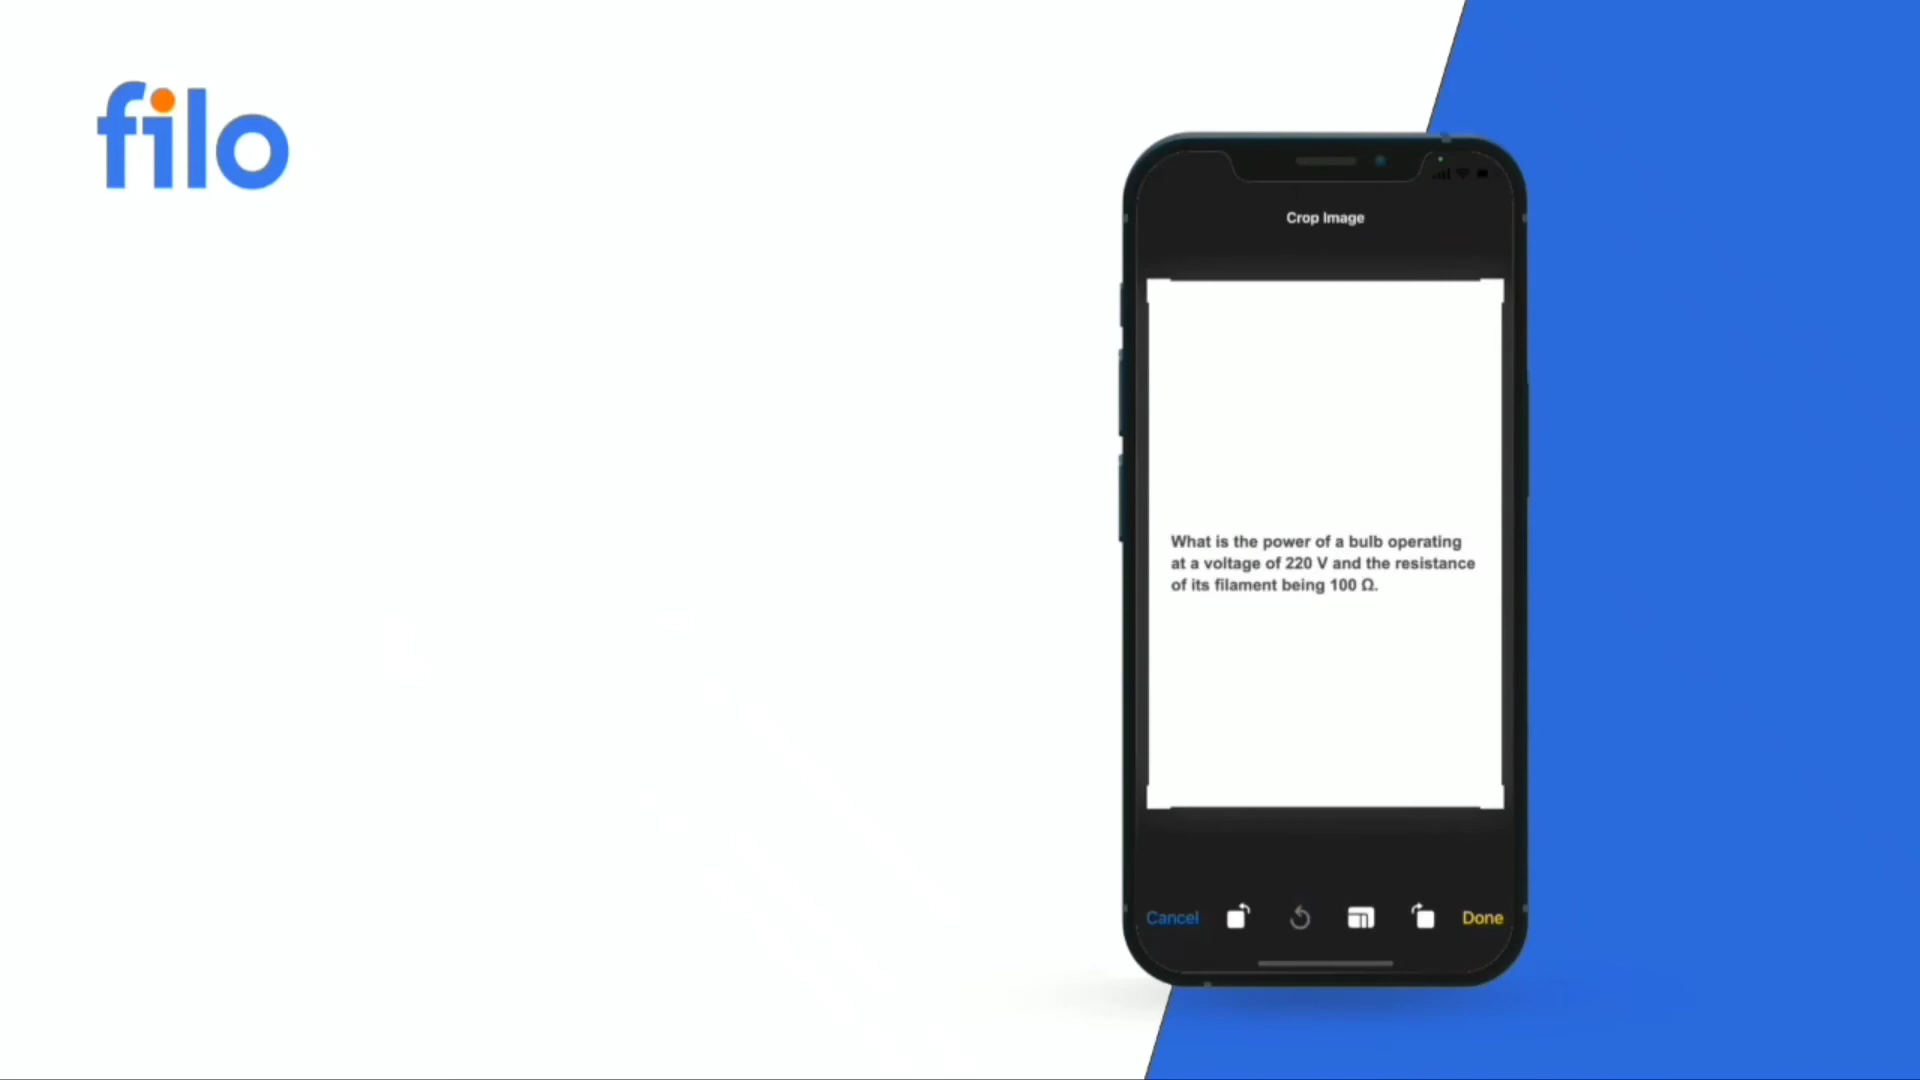 filo
Crop Image
What is the power of a bulb operating
at a voltage of 220 V and the resistance
of its filament being 100 Ω.
Cancel
Done